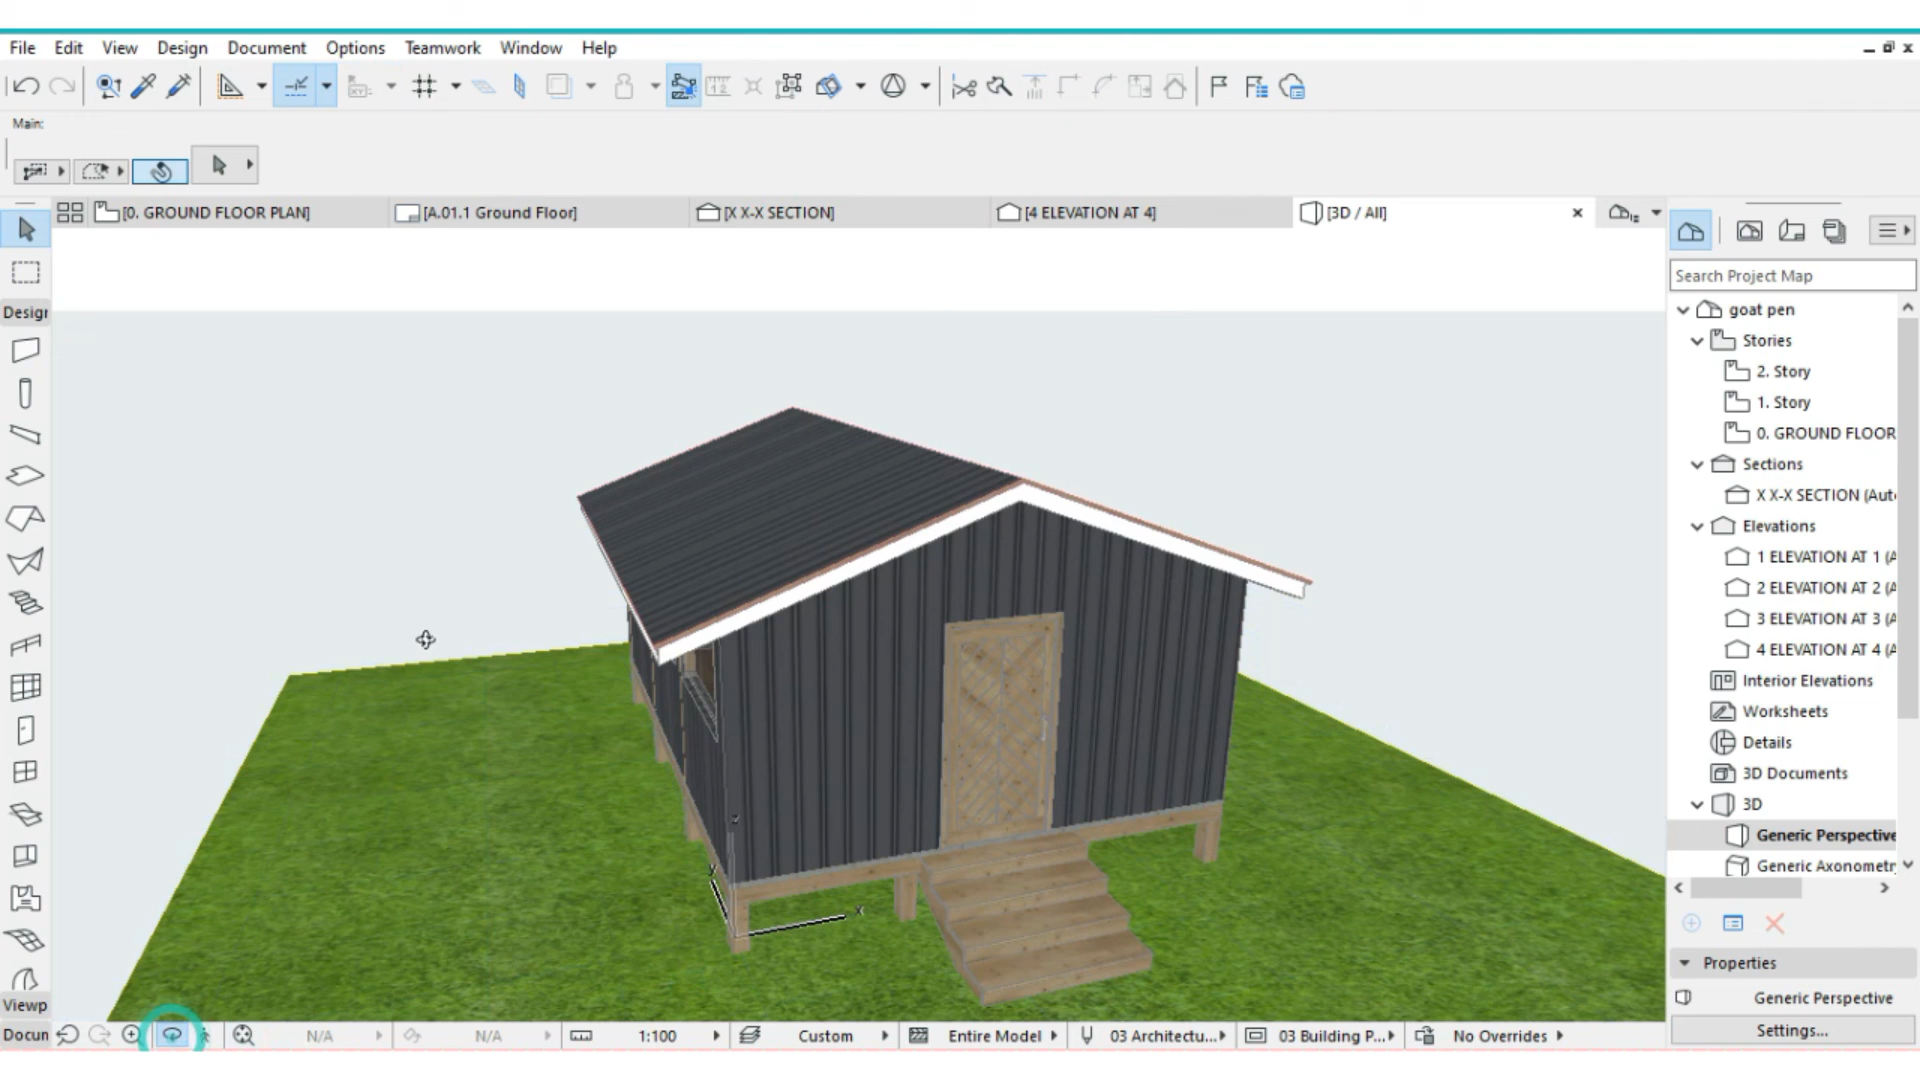 File Edit View Design Document Options Teamwork Window Help
Main:
[0. GROUND FLOOR PLAN] [A.01.1 Ground Floor] [X X-X SECTION] [4 ELEVATION AT 4] [3D / All]
Search Project Map
Design
goat pen
Stories
2. Story
1. Story
0. GROUND FLOOR
Sections
X X-X SECTION (Aut
Elevations
1 ELEVATION AT 1 (A
2 ELEVATION AT 2 (A
3 ELEVATION AT 3 (A
4 ELEVATION AT 4 (A
Interior Elevations
Worksheets
Details
3D Documents
3D
Generic Perspective
Generic Axonometr
z
y
x
Properties
Generic Perspective
Settings...
Viewp
Docun
N/A N/A 1:100 Custom Entire Model 03 Architectu... 03 Building P... No Overrides